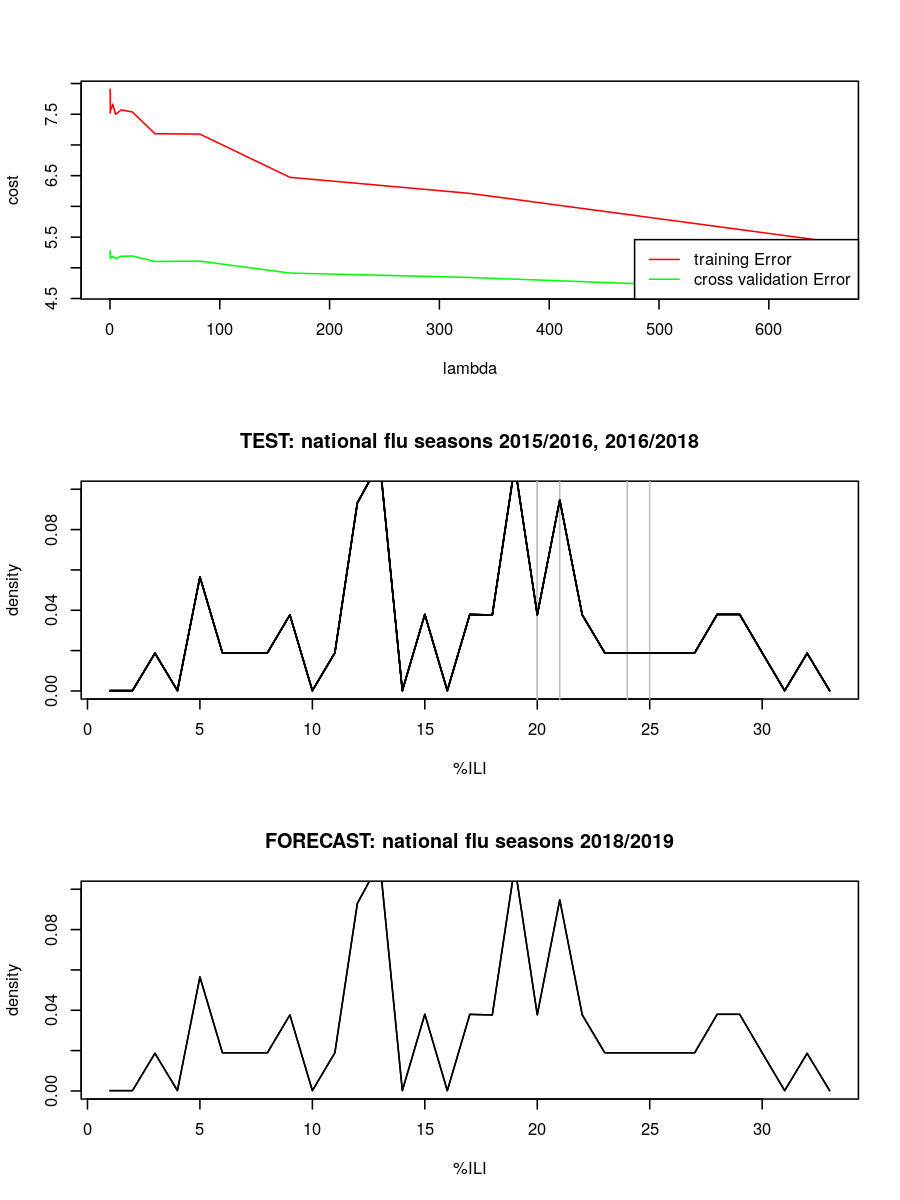 cost
7.5
6.5
5.5
4.5
training Error
cross validation Error
0 100 200 300 400 500 600
lambda
TEST: national flu seasons 2015/2016, 2016/2018
density
0.08
0.04
0.00
0 5 10 15 20 25 30
%ILI
FORECAST: national flu seasons 2018/2019
density
0.08
0.04
0.00
0 5 10 15 20 25 30
%ILI